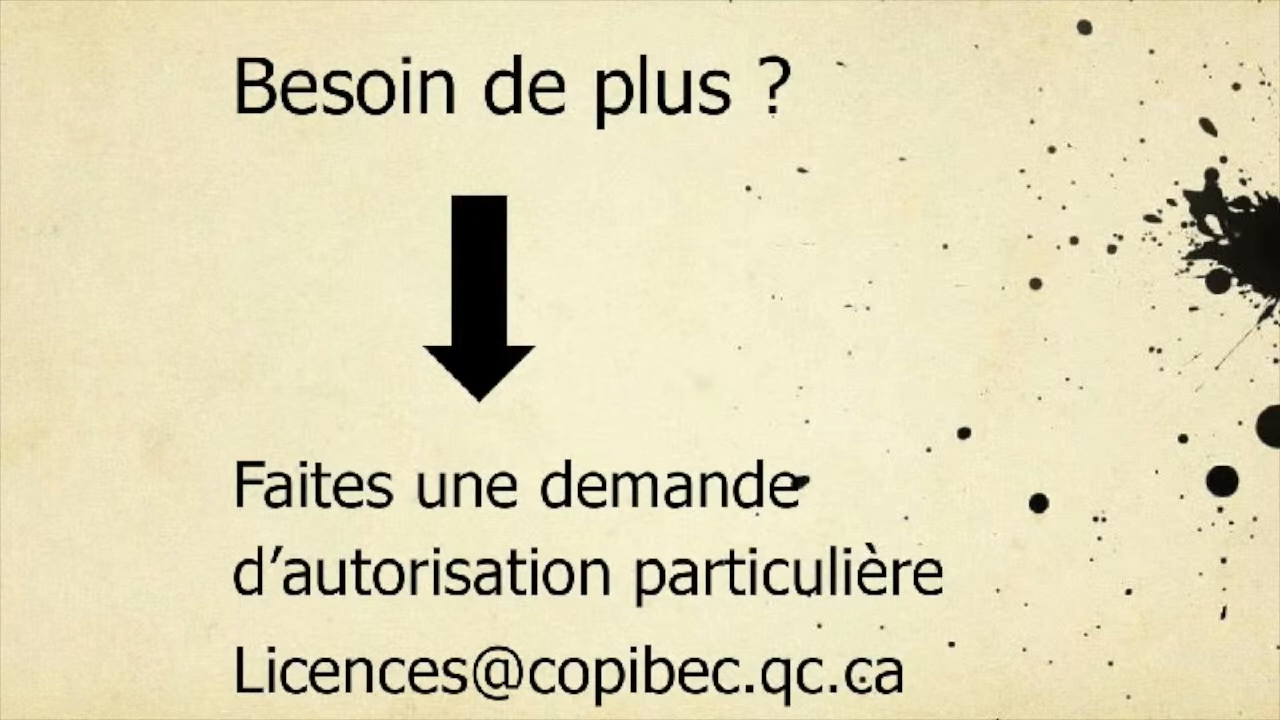 Besoin de plus ?
Faites une demande
d’autorisation particulière
Licences@copibec.qc.ca